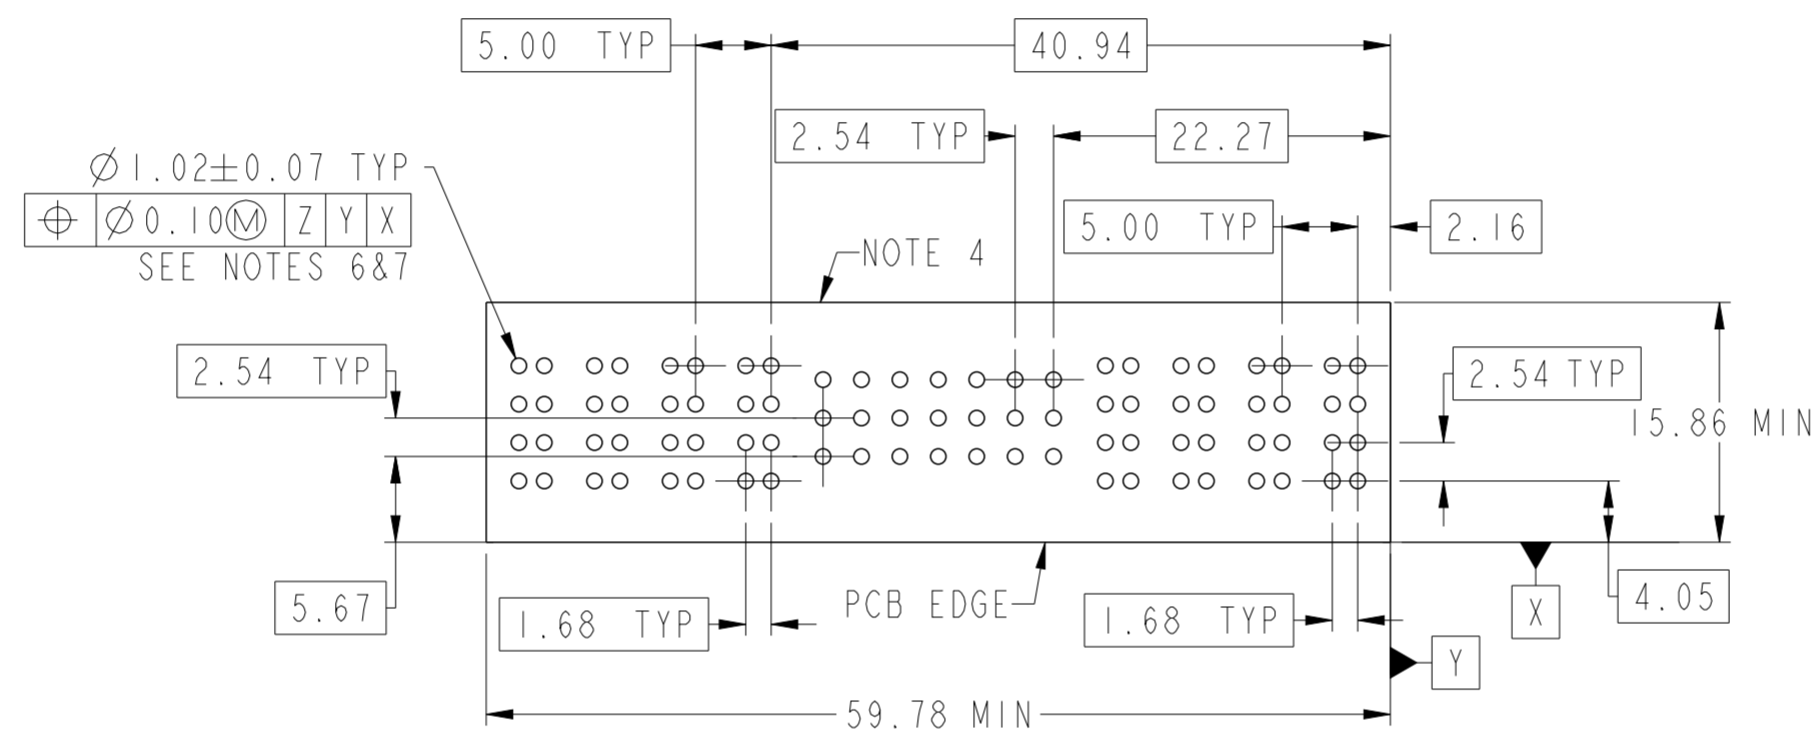 5.00 TYP
40.94
2.54 TYP
22.27
Ø1.02±0.07 TYP
⌖ Ø0.10Ⓜ Z Y X
SEE NOTES 6&7
5.00 TYP
2.16
NOTE 4
2.54 TYP
2.54 TYP
15.86 MIN
5.67
1.68 TYP
PCB EDGE
1.68 TYP
X
4.05
Y
59.78 MIN